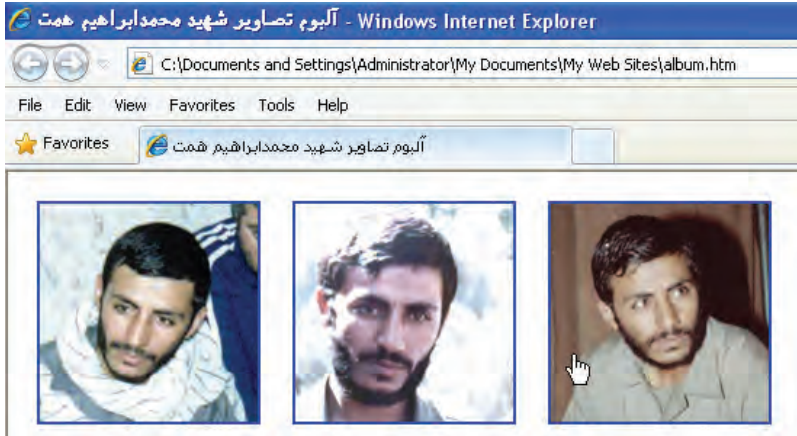 آلبوم تصاویر شهید محمدابراهیم همت - Windows Internet Explorer
C:\Documents and Settings\Administrator\My Documents\My Web Sites\album.htm
File Edit View Favorites Tools Help
Favorites آلبوم تصاویر شهید محمدابراهیم همت